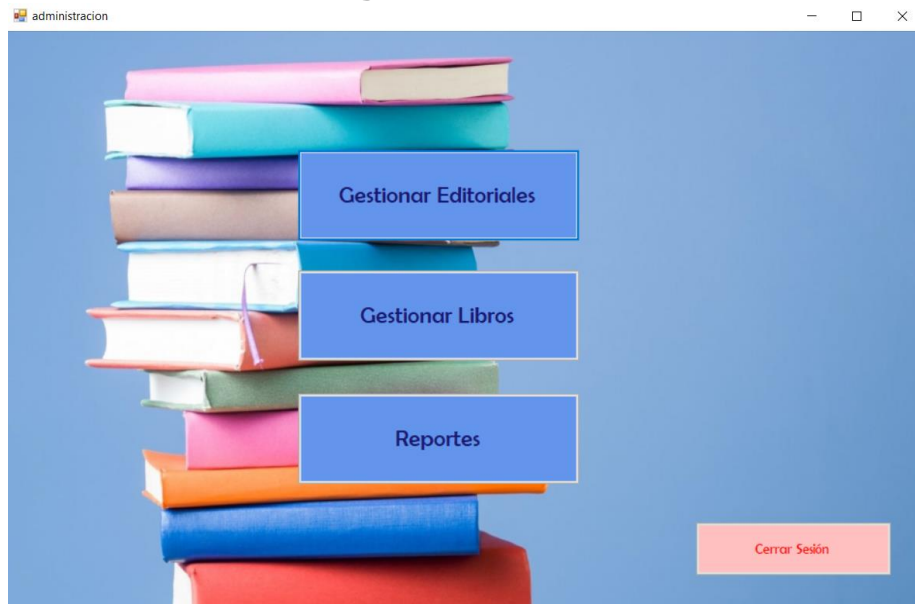 administracion
Gestionar Editoriales
Gestionar Libros
Reportes
Cerrar Sesión